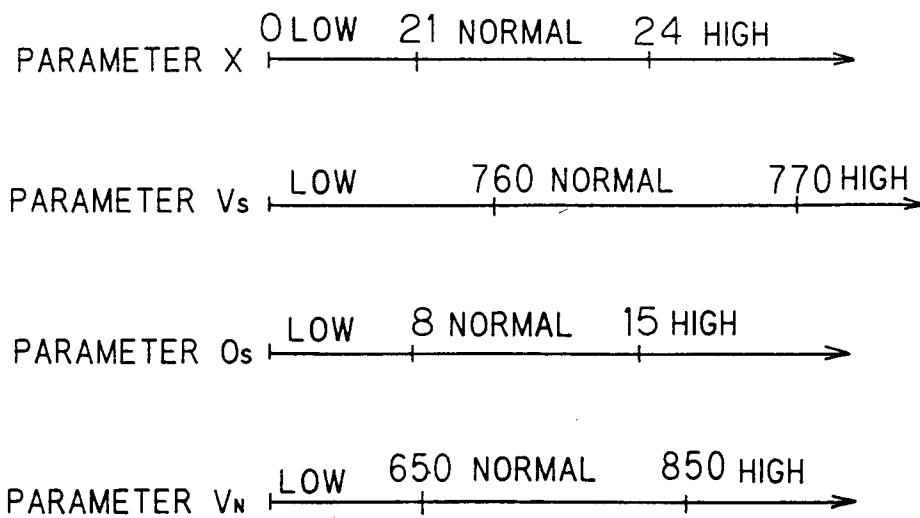 0 LOW 21 NORMAL 24 HIGH
PARAMETER X
LOW 760 NORMAL 770 HIGH
PARAMETER Vs
LOW 8 NORMAL 15 HIGH
PARAMETER Os
LOW 650 NORMAL 850 HIGH
PARAMETER VN